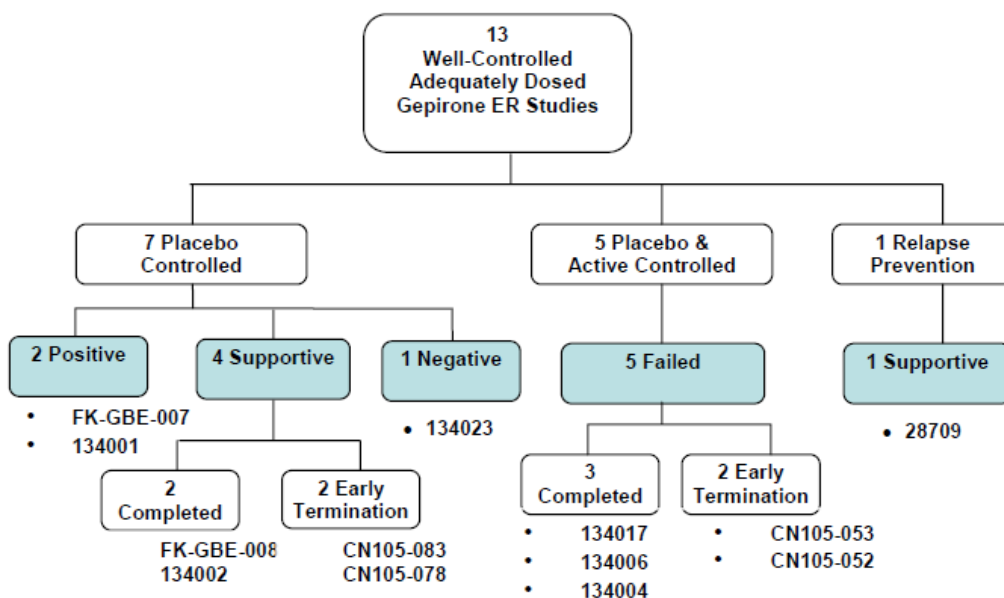 13
Well-Controlled
Adequately Dosed
Gepirone ER Studies
7 Placebo
Controlled
5 Placebo &
Active Controlled
1 Relapse
Prevention
2 Positive
4 Supportive
1 Negative
5 Failed
1 Supportive
• FK-GBE-007
• 134001
• 134023
• 28709
2
Completed
2 Early
Termination
3
Completed
2 Early
Termination
FK-GBE-008
134002
CN105-083
CN105-078
• 134017
• 134006
• 134004
• CN105-053
• CN105-052